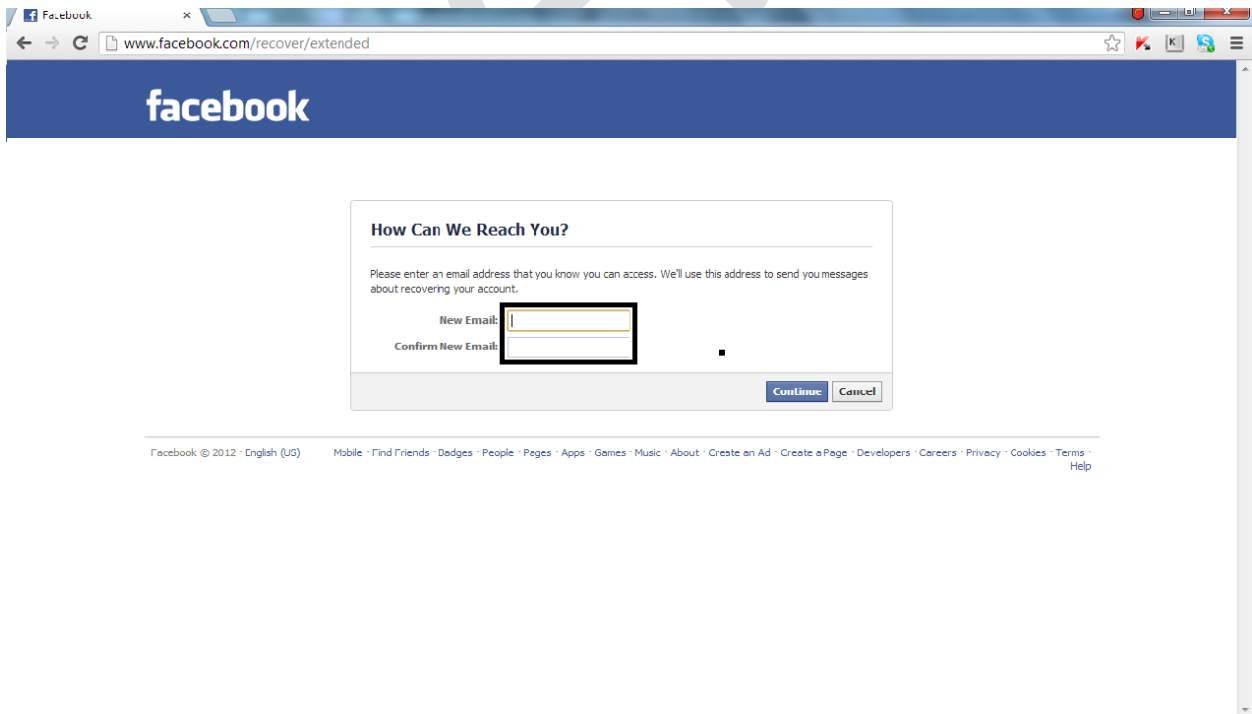 Facebook
www.facebook.com/recover/extended
facebook
How Can We Reach You?
Please enter an email address that you know you can access. We'll use this address to send you messages
about recovering your account.
New Email:
Confirm New Email:
Continue Cancel
Facebook © 2012 · English (US) Mobile · Find Friends · Badges · People · Pages · Apps · Games · Music · About · Create an Ad · Create a Page · Developers · Careers · Privacy · Cookies · Terms ·
Help